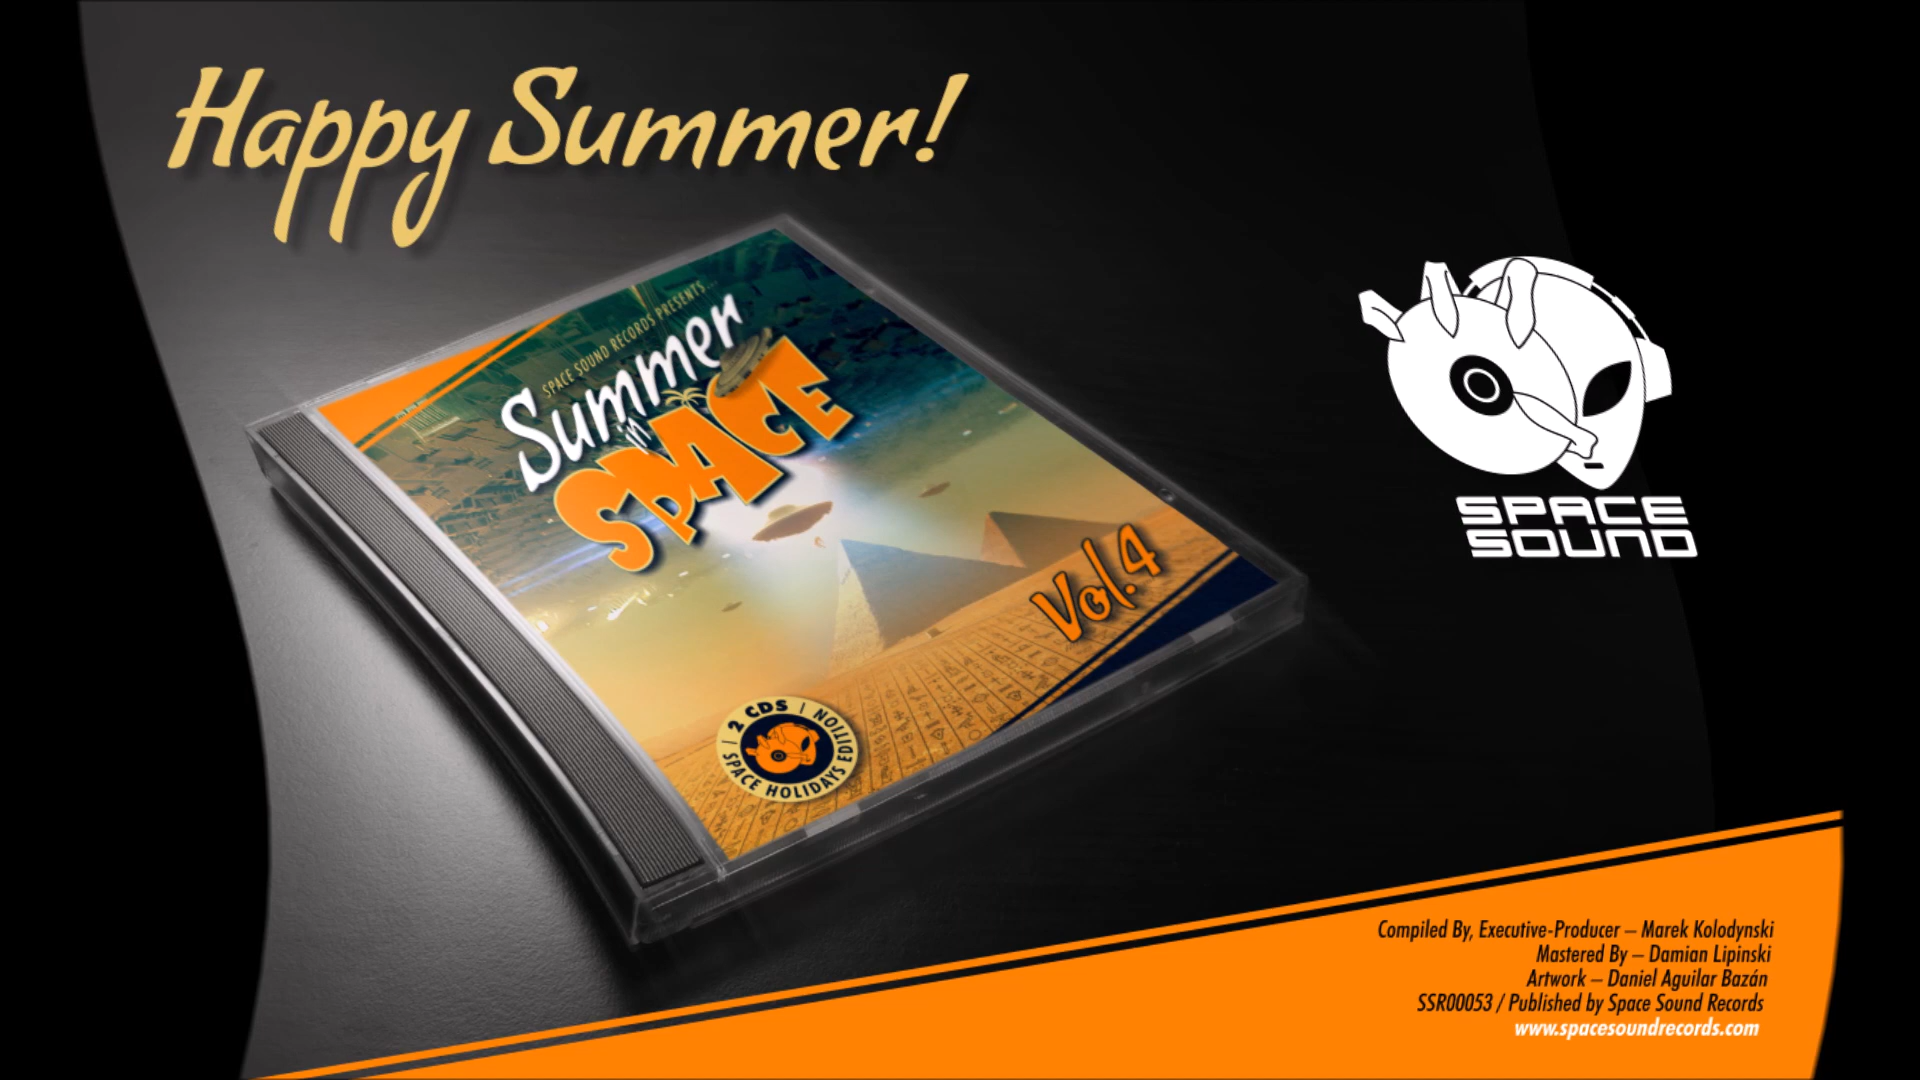 Happy Summer!
SPACE SOUND RECORDS PRESENTS...
Summer
in
SPACE
Vol.4
2 CDS | SPACE HOLIDAYS EDITION |
SPACE
SOUND
Compiled By, Executive-Producer – Marek Kolodynski
Mastered By – Damian Lipinski
Artwork – Daniel Aguilar Bazán
SSR00053 / Published by Space Sound Records
www.spacesoundrecords.com